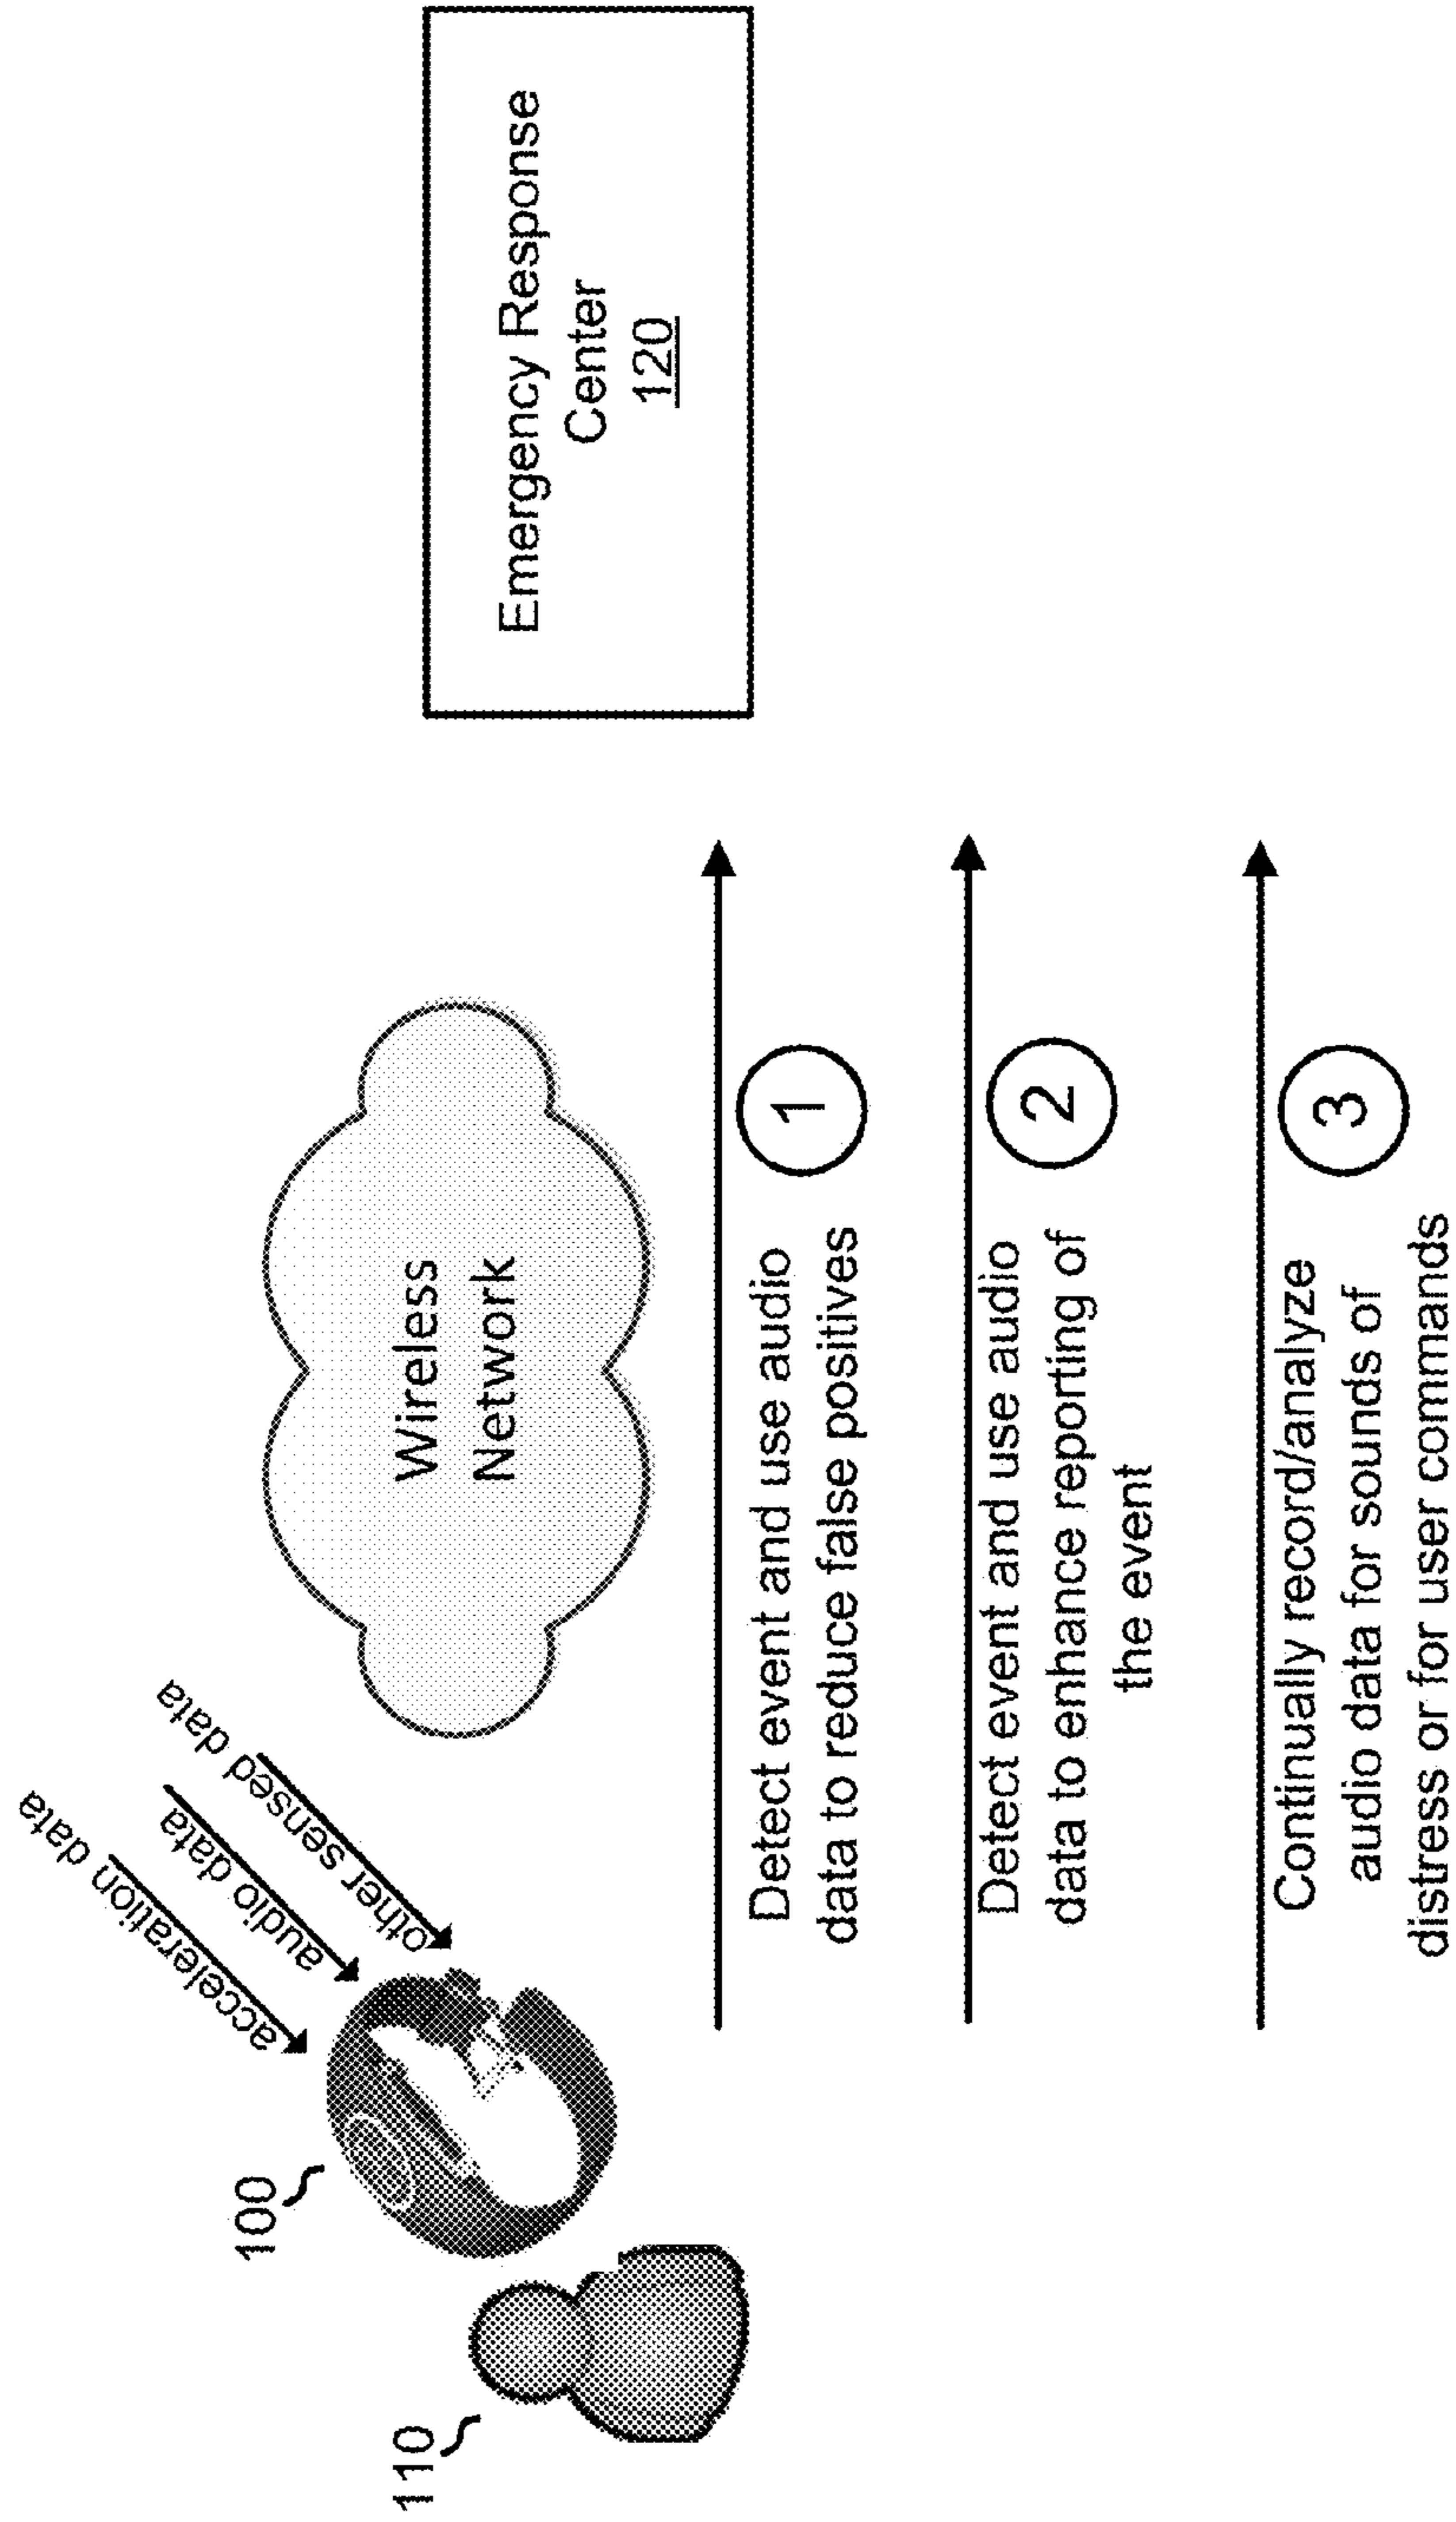 acceleration data
audio data
other sensed data
100
110
Wireless
Network
Emergency Response
Center
120
1
Detect event and use audio
data to reduce false positives
2
Detect event and use audio
data to enhance reporting of
the event
3
Continually record/analyze
audio data for sounds of
distress or for user commands